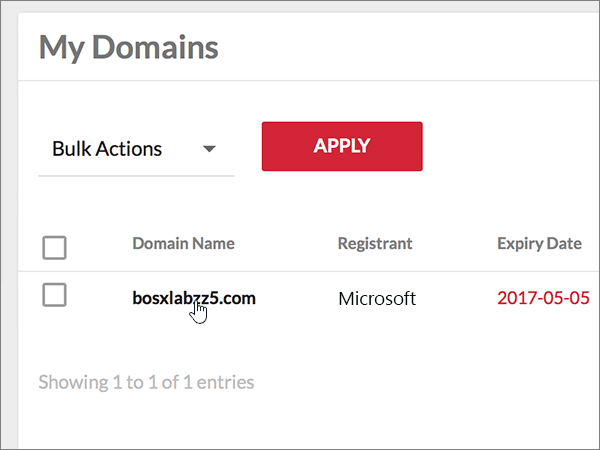 My Domains
Bulk Actions
APPLY
Domain Name Registrant Expiry Date
bosxlabzz5.com Microsoft 2017-05-05
Showing 1 to 1 of 1 entries